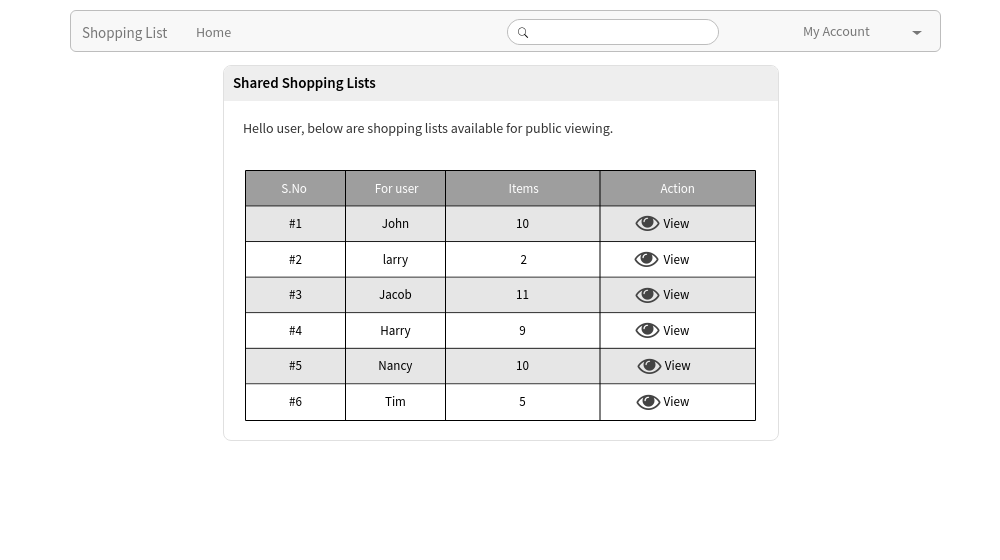 Shopping List Home My Account
Shared Shopping Lists
Hello user, below are shopping lists available for public viewing.
S.No For user Items Action
#1 John 10 View
#2 larry 2 View
#3 Jacob 11 View
#4 Harry 9 View
#5 Nancy 10 View
#6 Tim 5 View